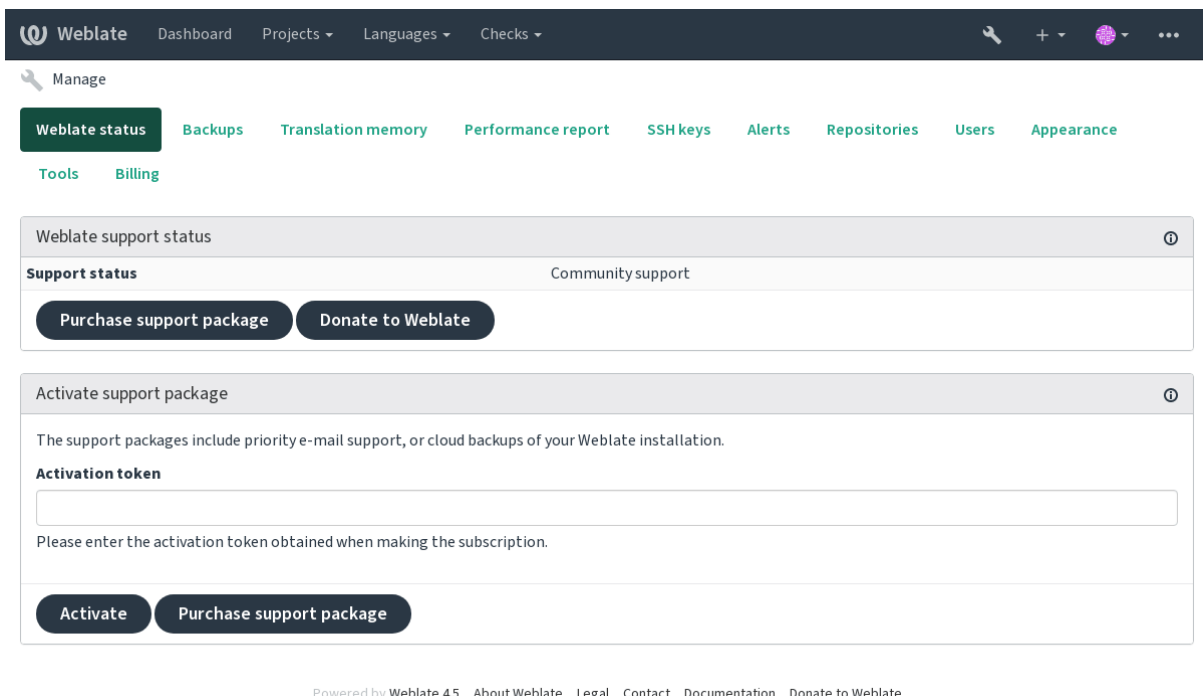 Weblate Dashboard Projects Languages Checks
Manage
Weblate status Backups Translation memory Performance report SSH keys Alerts Repositories Users Appearance
Tools Billing
Weblate support status
Support status Community support
Purchase support package Donate to Weblate
Activate support package
The support packages include priority e-mail support, or cloud backups of your Weblate installation.
Activation token
Please enter the activation token obtained when making the subscription.
Activate Purchase support package
Powered by Weblate 4.5 About Weblate Legal Contact Documentation Donate to Weblate